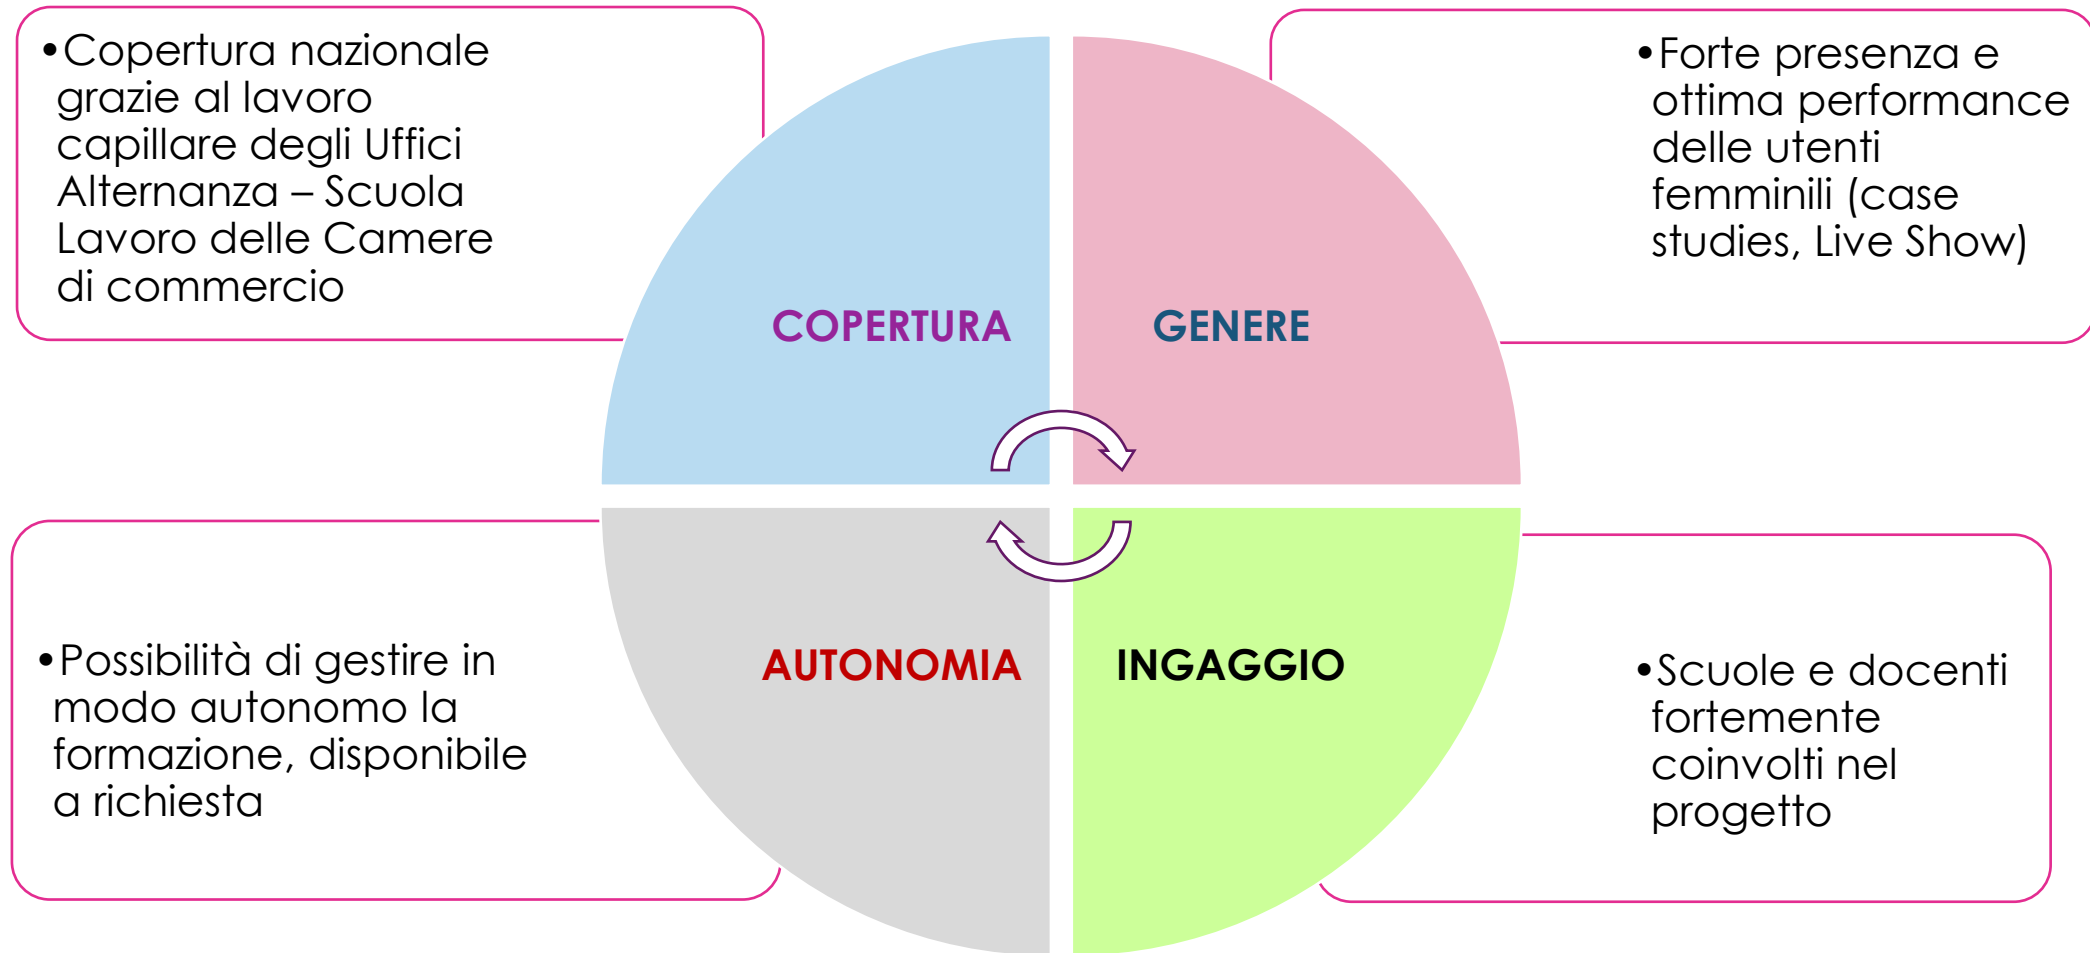 •Copertura nazionale
grazie al lavoro
capillare degli Uffici
Alternanza – Scuola
Lavoro delle Camere
di commercio
•Forte presenza e
ottima performance
delle utenti
femminili (case
studies, Live Show)
COPERTURA
GENERE
AUTONOMIA
INGAGGIO
•Possibilità di gestire in
modo autonomo la
formazione, disponibile
a richiesta
•Scuole e docenti
fortemente
coinvolti nel
progetto